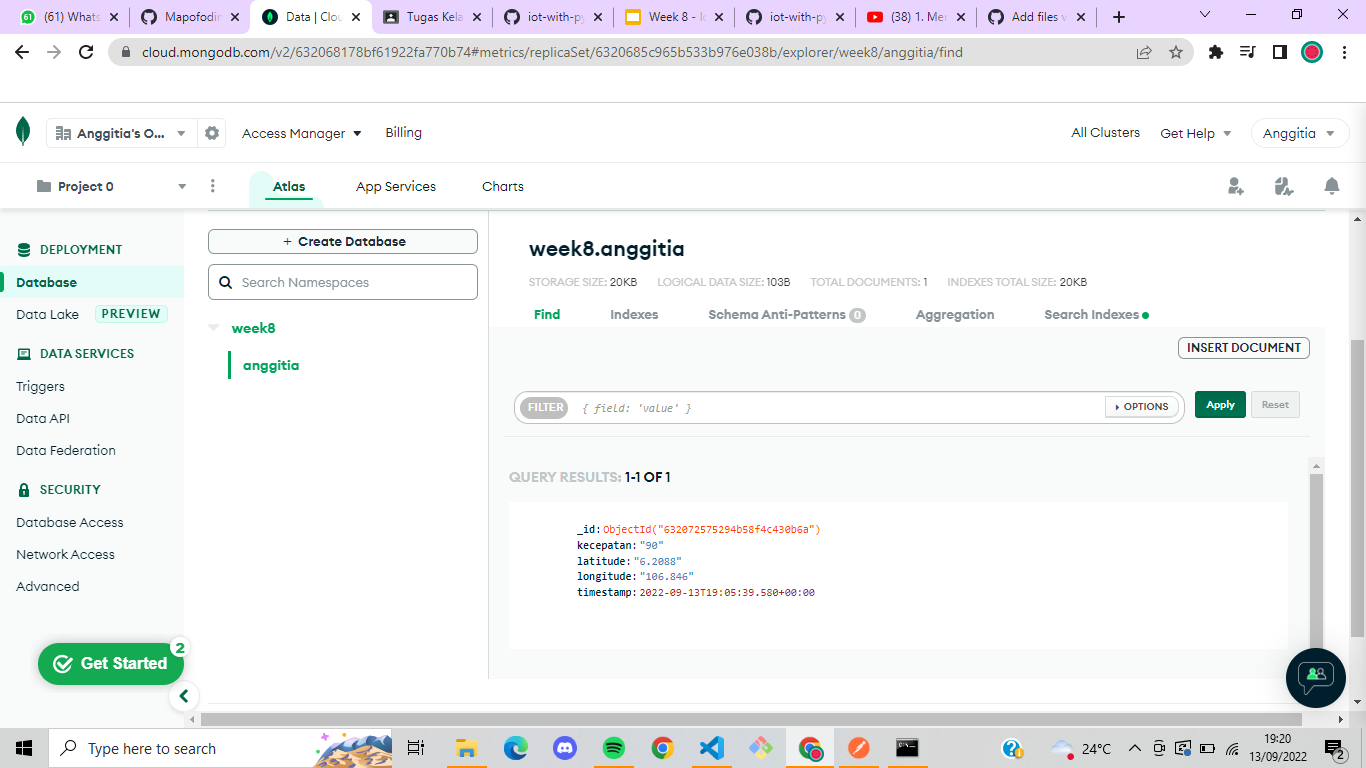 (61) Whats
Mapofodin
Data | Clou
Tugas Kela
iot-with-py
Week 8 - Io
iot-with-py
(38) 1. Mer
Add files v
cloud.mongodb.com/v2/632068178bf61922fa770b74#metrics/replicaSet/6320685c965b533b976e038b/explorer/week8/anggitia/find
Anggitia's O...
Access Manager
Billing
All Clusters
Get Help
Anggitia
Project 0
Atlas
App Services
Charts
DEPLOYMENT
Database
Data Lake PREVIEW
DATA SERVICES
Triggers
Data API
Data Federation
SECURITY
Database Access
Network Access
Advanced
Get Started
2
+ Create Database
Search Namespaces
week8
anggitia
week8.anggitia
STORAGE SIZE: 20KB LOGICAL DATA SIZE: 103B TOTAL DOCUMENTS: 1 INDEXES TOTAL SIZE: 20KB
Find Indexes Schema Anti-Patterns 0 Aggregation Search Indexes
INSERT DOCUMENT
FILTER { field: 'value' } OPTIONS Apply Reset
QUERY RESULTS: 1-1 OF 1
_id: ObjectId("632072575294b58f4c430b6a")
kecepatan: "90"
latitude: "6.2088"
longitude: "106.846"
timestamp: 2022-09-13T19:05:39.580+00:00
Type here to search
24°C
19:20
13/09/2022
2